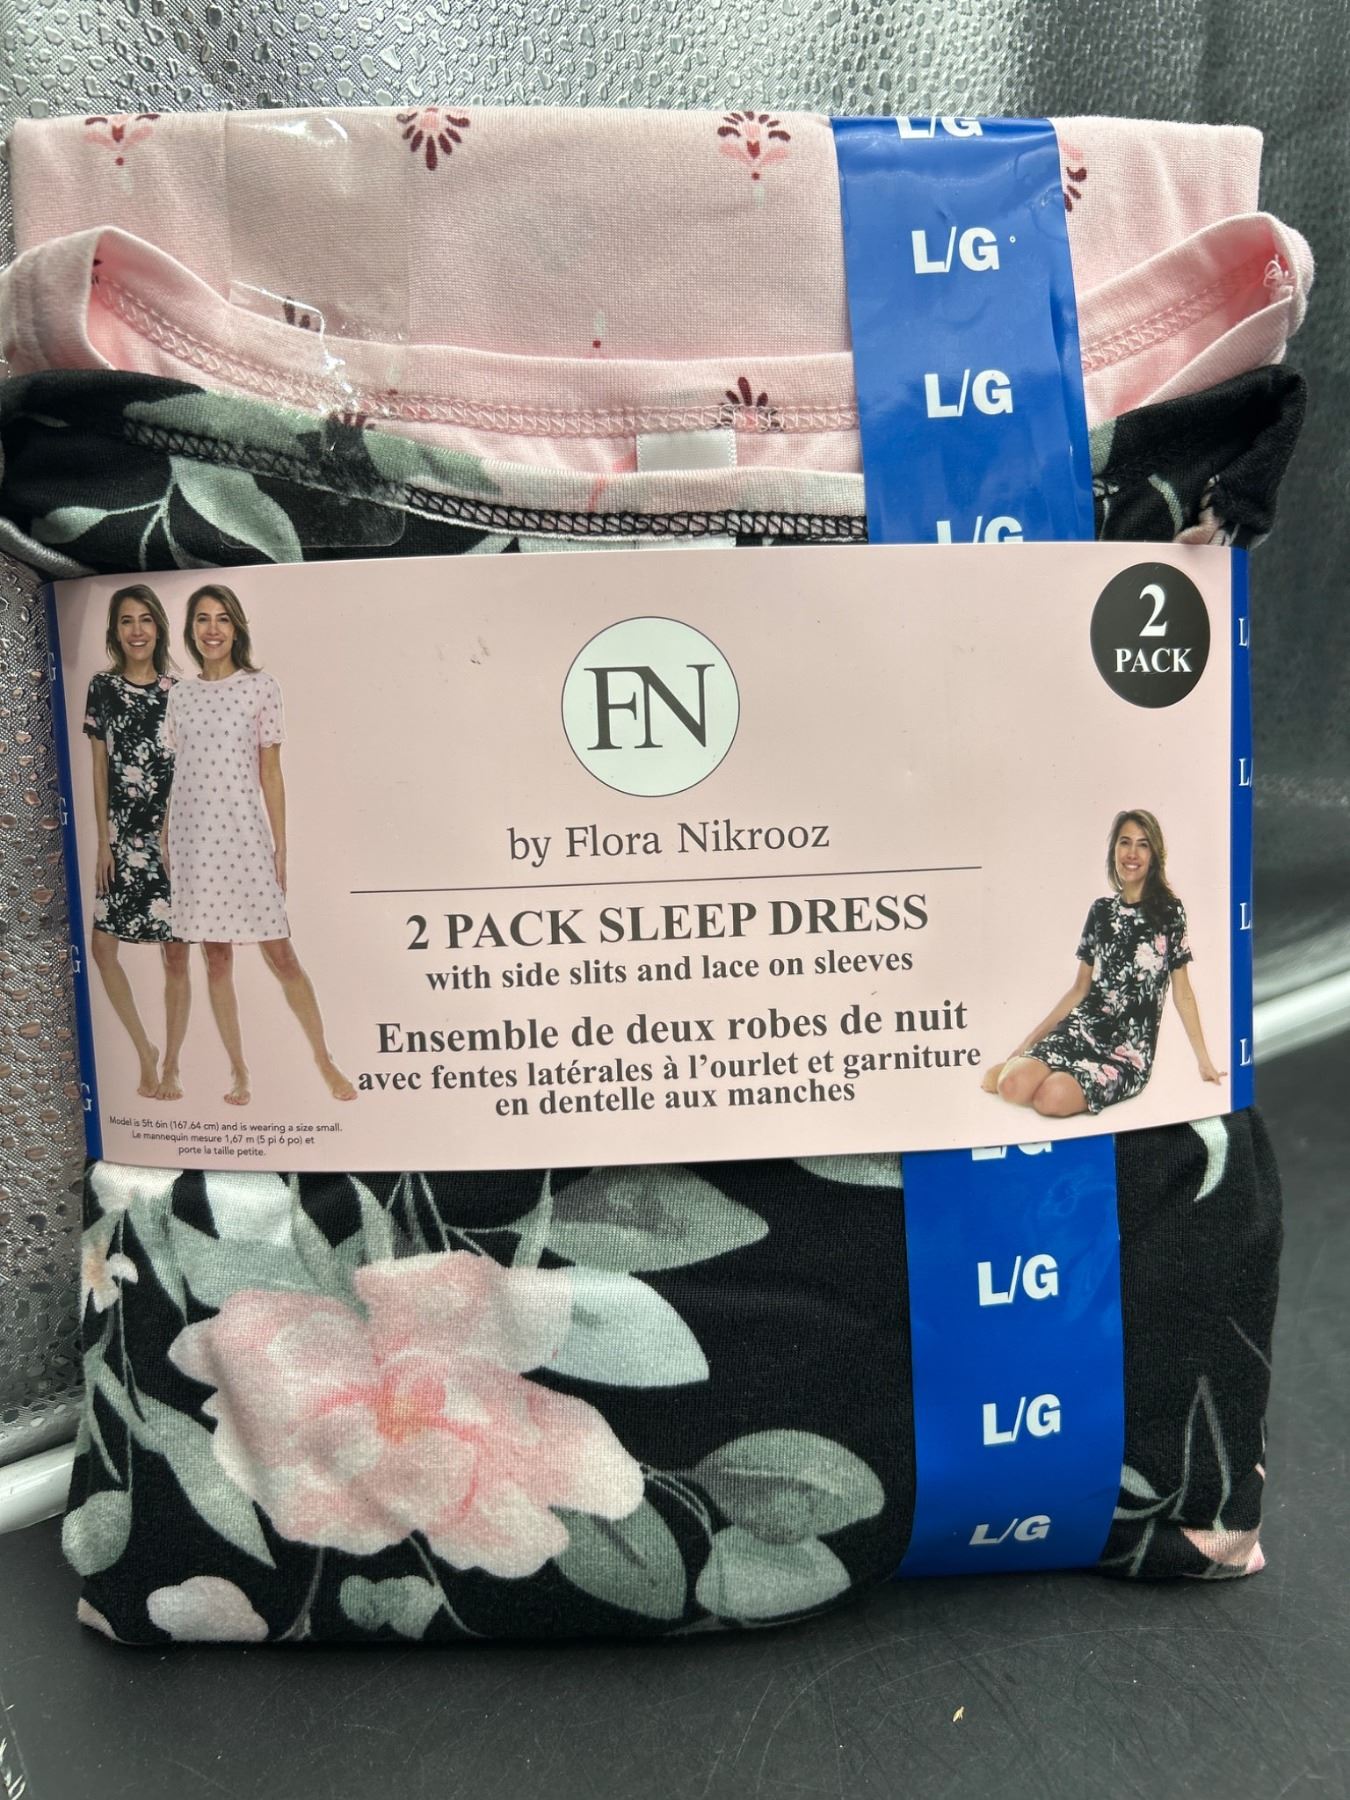 L/G
L/G
L/G
L/G
2
PACK
FN
by Flora Nikrooz
2 PACK SLEEP DRESS
with side slits and lace on sleeves
Ensemble de deux robes de nuit
avec fentes latérales à l'ourlet et garniture
en dentelle aux manches
Model is 5ft 6in (167.64 cm) and is wearing a size small.
Le mannequin mesure 1,67 m (5 pi 6 po) et
porte la taille petite.
L/G
L/G
L/G
L/G